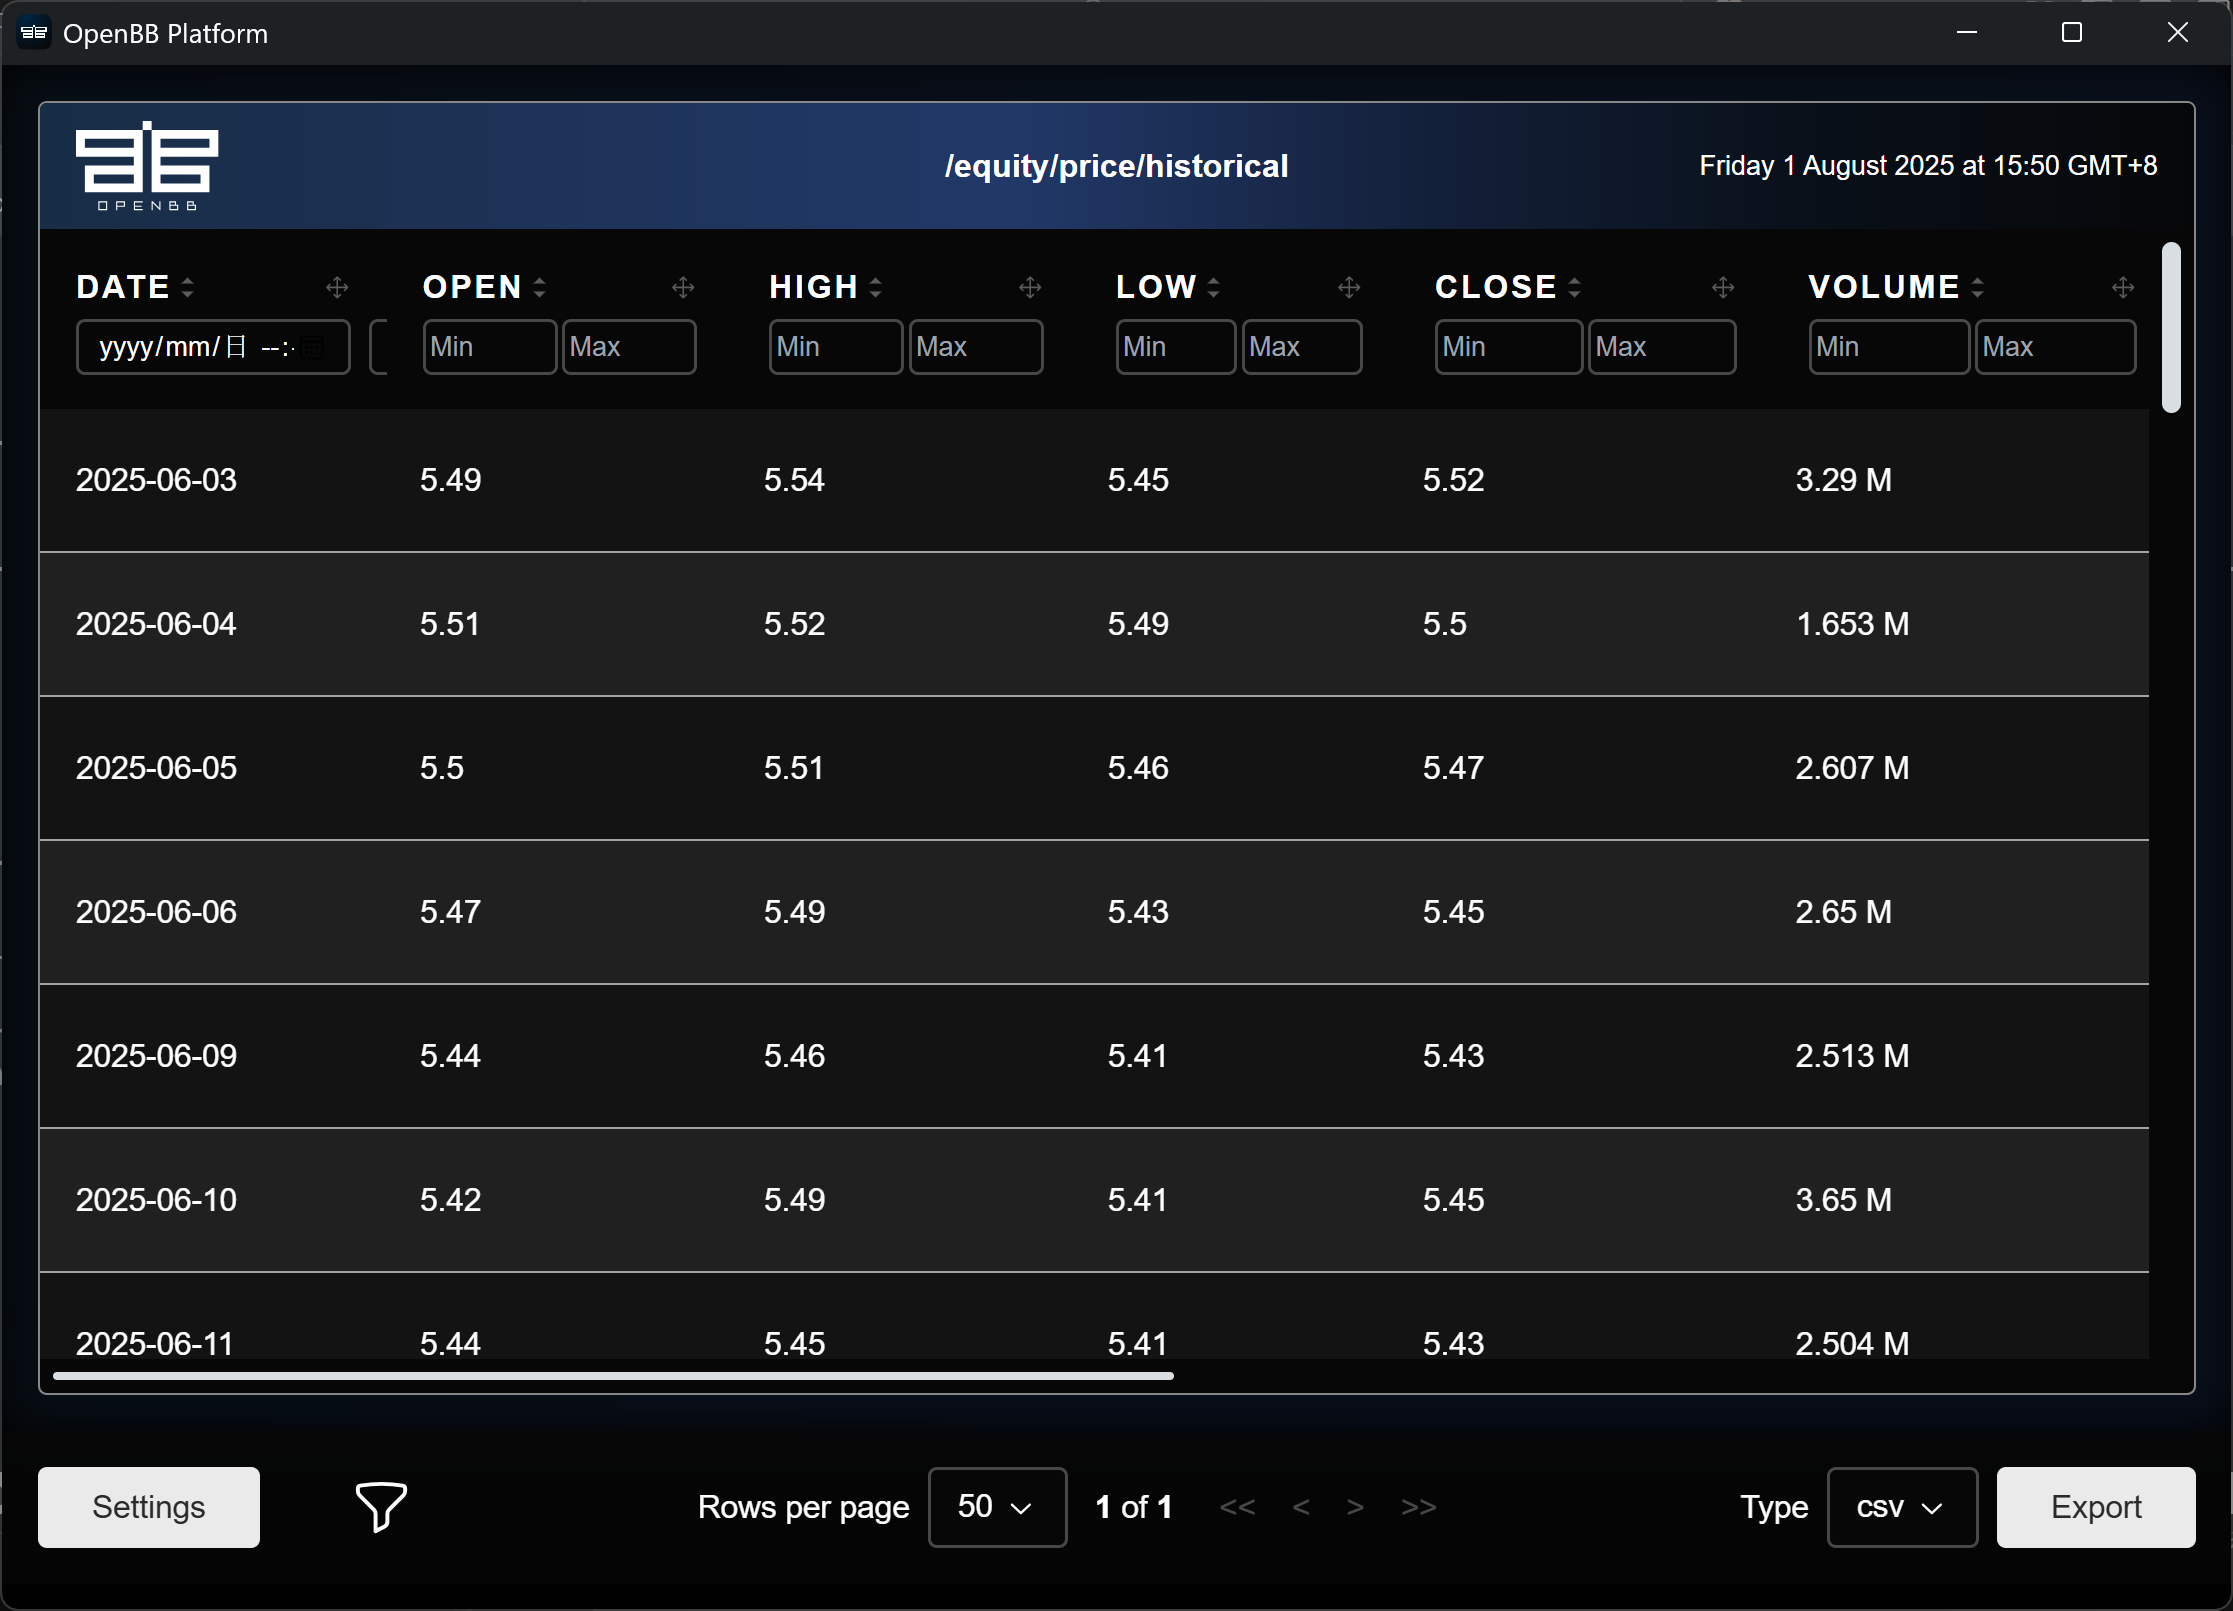 OpenBB Platform
OPENBB
/equity/price/historical
Friday 1 August 2025 at 15:50 GMT+8
DATE OPEN HIGH LOW CLOSE VOLUME
yyyy/mm/日 --:- Min Max Min Max Min Max Min Max Min Max
2025-06-03 5.49 5.54 5.45 5.52 3.29 M
2025-06-04 5.51 5.52 5.49 5.5 1.653 M
2025-06-05 5.5 5.51 5.46 5.47 2.607 M
2025-06-06 5.47 5.49 5.43 5.45 2.65 M
2025-06-09 5.44 5.46 5.41 5.43 2.513 M
2025-06-10 5.42 5.49 5.41 5.45 3.65 M
2025-06-11 5.44 5.45 5.41 5.43 2.504 M
Settings Rows per page 50 1 of 1 << < > >> Type csv Export